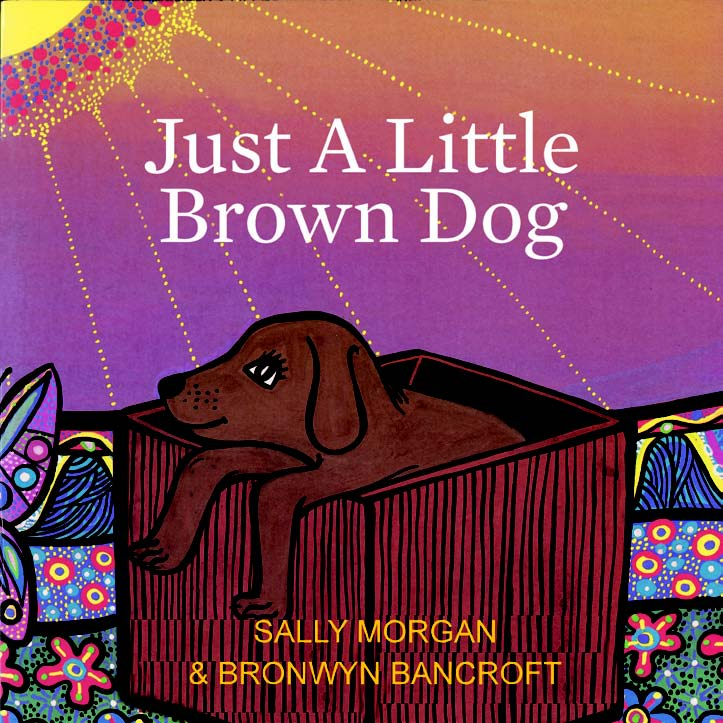 Just A Little
Brown Dog
SALLY MORGAN
& BRONWYN BANCROFT